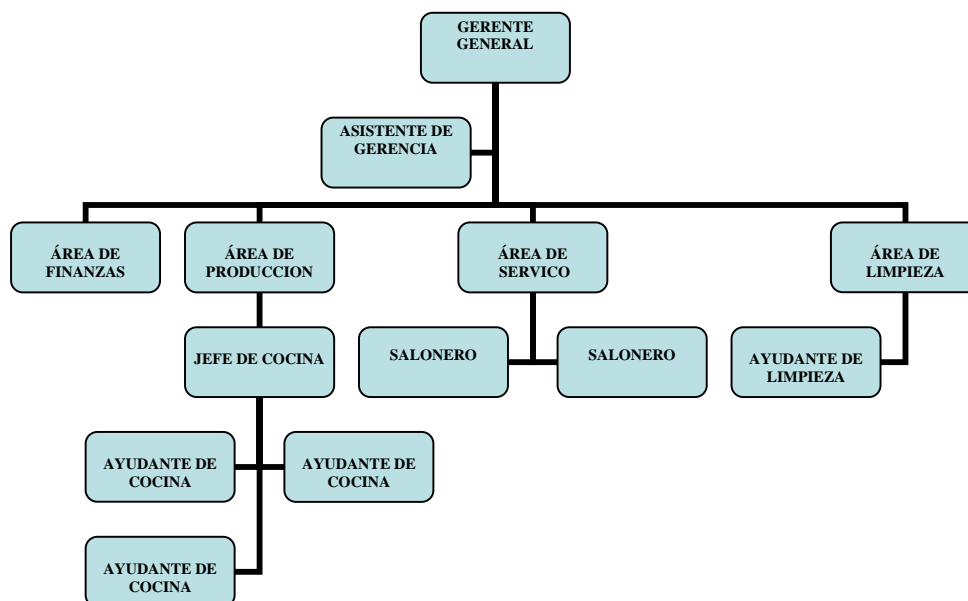 GERENTE
GENERAL
ASISTENTE DE
GERENCIA
ÁREA DE
FINANZAS
ÁREA DE
PRODUCCION
ÁREA DE
SERVICO
ÁREA DE
LIMPIEZA
JEFE DE COCINA
SALONERO
SALONERO
AYUDANTE DE
LIMPIEZA
AYUDANTE DE
COCINA
AYUDANTE DE
COCINA
AYUDANTE DE
COCINA